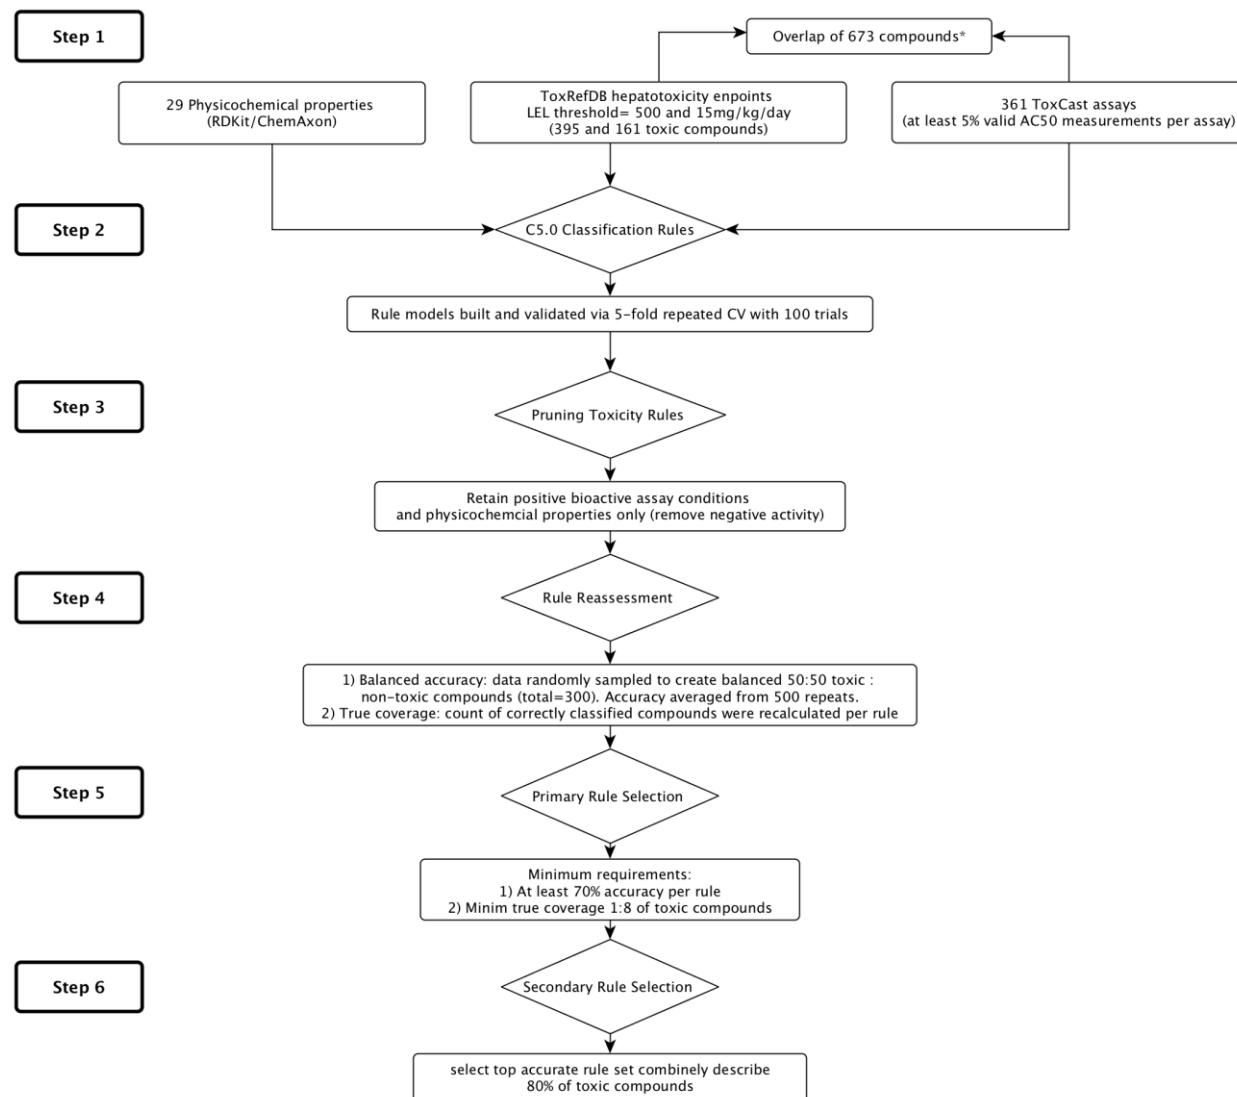 Step 1
Overlap of 673 compounds*
29 Physicochemical properties
(RDKit/ChemAxon)
ToxRefDB hepatotoxicity enpoints
LEL threshold= 500 and 15mg/kg/day
(395 and 161 toxic compounds)
361 ToxCast assays
(at least 5% valid AC50 measurements per assay)
Step 2
C5.0 Classification Rules
Rule models built and validated via 5-fold repeated CV with 100 trials
Step 3
Pruning Toxicity Rules
Retain positive bioactive assay conditions
and physicochemcial properties only (remove negative activity)
Step 4
Rule Reassessment
1) Balanced accuracy: data randomly sampled to create balanced 50:50 toxic :
non-toxic compounds (total=300). Accuracy averaged from 500 repeats.
2) True coverage: count of correctly classified compounds were recalculated per rule
Step 5
Primary Rule Selection
Minimum requirements:
1) At least 70% accuracy per rule
2) Minim true coverage 1:8 of toxic compounds
Step 6
Secondary Rule Selection
select top accurate rule set combinely describe
80% of toxic compounds